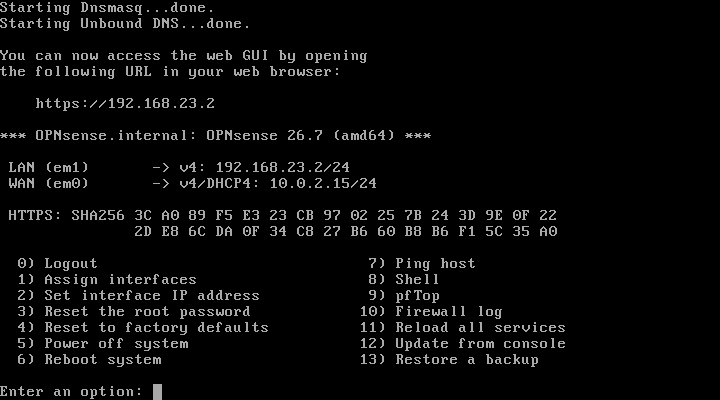 Starting Dnsmasq...done.
Starting Unbound DNS...done.
You can now access the web GUI by opening
the following URL in your web browser:
https://192.168.23.2
*** OPNsense.internal: OPNsense 26.7 (amd64) ***
LAN (em1)       -> v4: 192.168.23.2/24
WAN (em0)       -> v4/DHCP4: 10.0.2.15/24
HTTPS: SHA256 3C A0 89 F5 E3 23 CB 97 02 25 7B 24 3D 9E 0F 22
2D E8 6C DA 0F 34 C8 27 B6 60 B8 B6 F1 5C 35 A0
0) Logout                              7) Ping host
1) Assign interfaces                   8) Shell
2) Set interface IP address            9) pfTop
3) Reset the root password            10) Firewall log
4) Reset to factory defaults          11) Reload all services
5) Power off system                   12) Update from console
6) Reboot system                      13) Restore a backup
Enter an option: